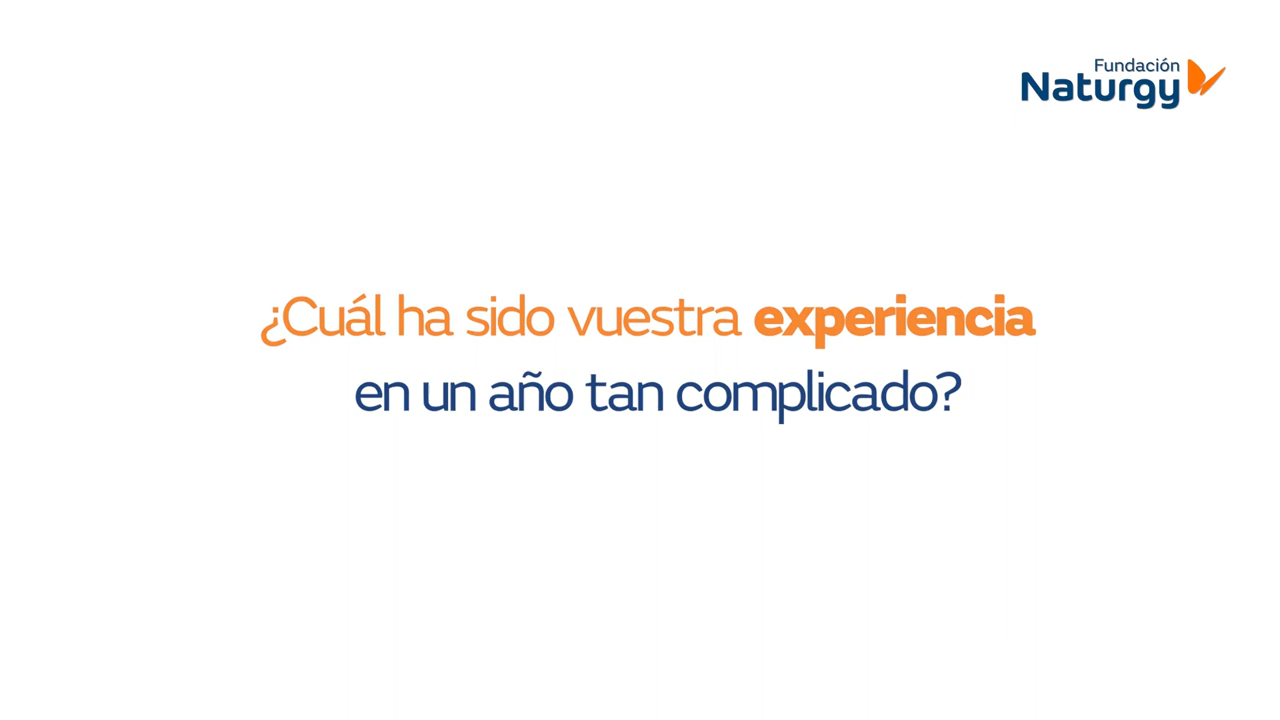 Fundación
Naturgy
¿Cuál ha sido vuestra experiencia
en un año tan complicado?